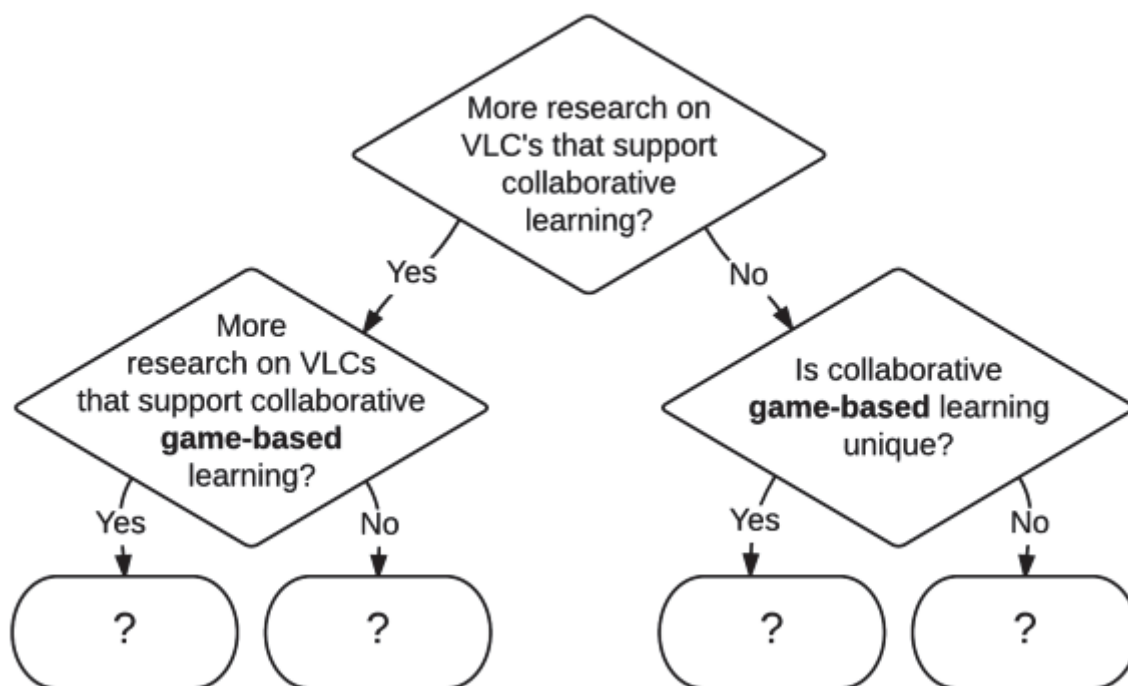 More research on
VLC's that support
collaborative
learning?
Yes
No
More
research on VLCs
that support collaborative
game-based
learning?
Is collaborative
game-based learning
unique?
Yes
No
Yes
No
?
?
?
?